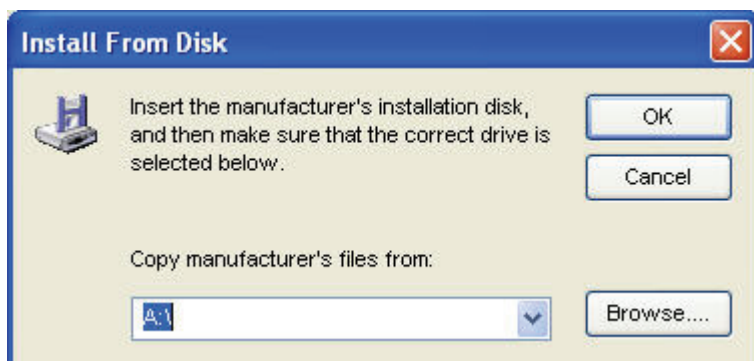 Install From Disk
Insert the manufacturer's installation disk,
and then make sure that the correct drive is
selected below.
OK
Cancel
Copy manufacturer's files from:
A:\
Browse....